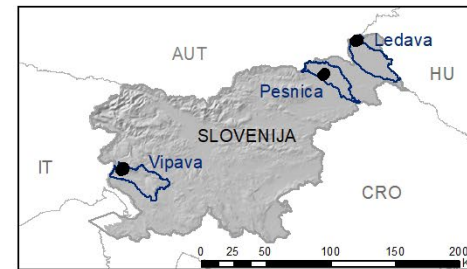 Ledava
AUT
HU
Pesnica
SLOVENIJA
IT
Vipava
CRO
0 25 50 100 150 200
K